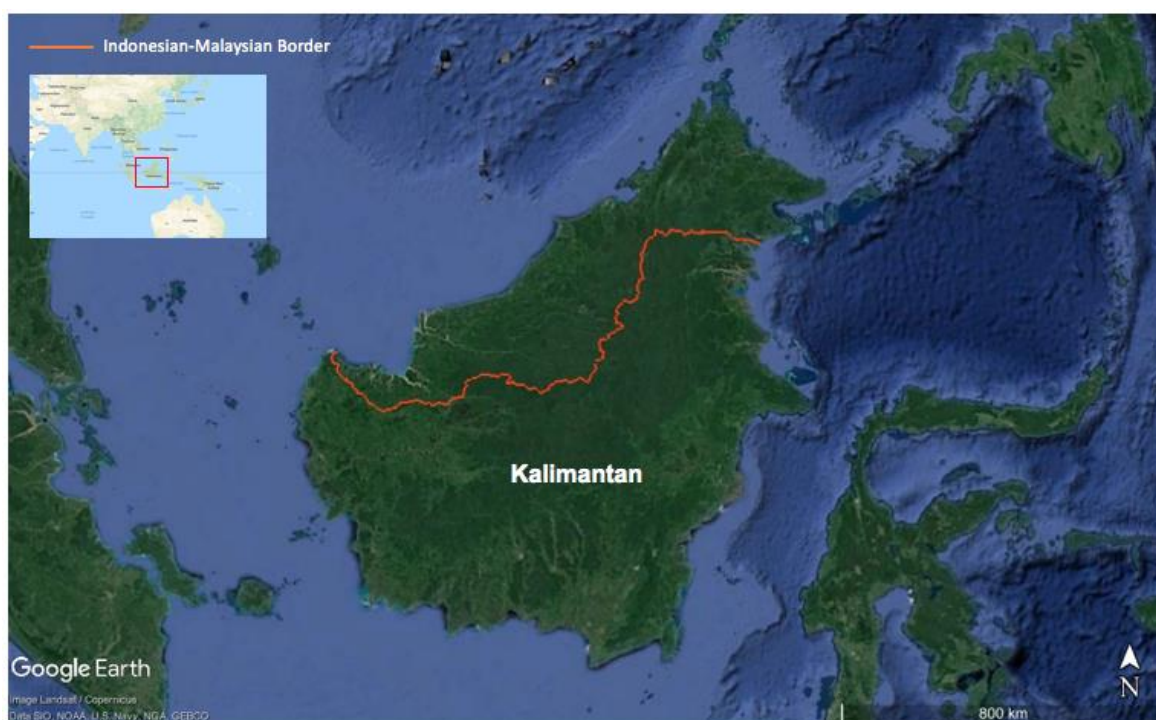 Indonesian-Malaysian Border
Kalimantan
Google Earth
Image Landsat / Copernicus
Data SIO, NOAA, U.S. Navy, NGA, GEBCO
800 km
N